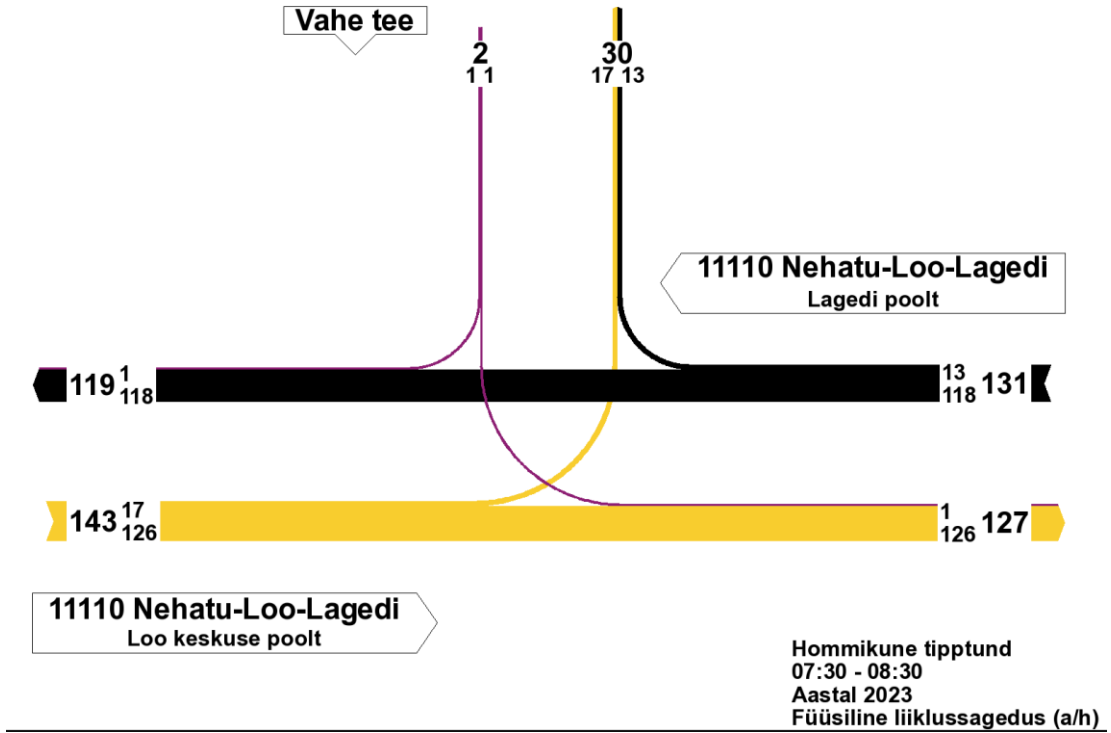 Vahe tee
2
1 1
30
17 13
11110 Nehatu-Loo-Lagedi
Lagedi poolt
119
1
118
13
118
131
143
17
126
1
126
127
11110 Nehatu-Loo-Lagedi
Loo keskuse poolt
Hommikune tipptund
07:30 - 08:30
Aastal 2023
Füüsiline liiklussagedus (a/h)